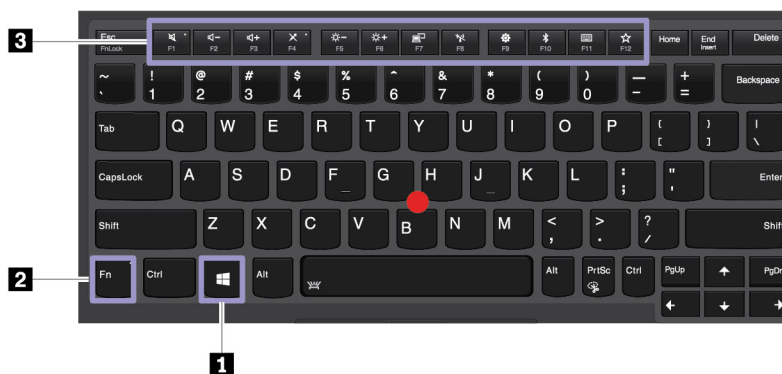 3
Esc
FnLock
F1 F2 F3 F4 F5 F6 F7 F8 F9 F10 F11 F12
Home
End
Insert
Delete
~ ! @ # $ % ^ & * ( ) — +
` 1 2 3 4 5 6 7 8 9 0 - =
Backspace
Tab Q W E R T Y U I O P { } |
[ ] \
CapsLock A S D F G H J K L : "
; '
Enter
Shift Z X C V B N M < > ?
, . /
Shif
2
Fn Ctrl Alt Alt PrtSc Ctrl PgUp PgDn
1